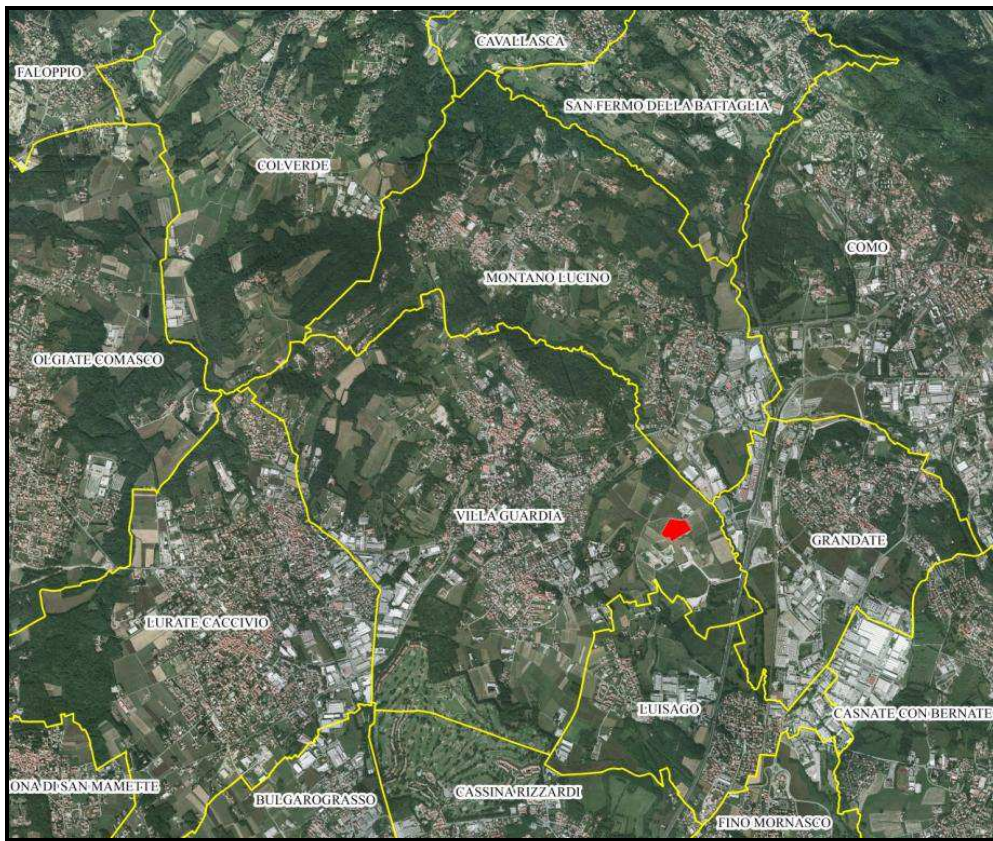 CAVALLASCA
FALOPPIO
SAN FERMO DELLA BATTAGLIA
COLVERDE
COMO
MONTANO LUCINO
OLGIATE COMASCO
VILLA GUARDIA
GRANDATE
LURATE CACCIVIO
LUISAGO
CASNATE CON BERNATE
ONA DI SAN MAMETTE
CASSINA RIZZARDI
BULGAROGRASSO
FINO MORNASCO